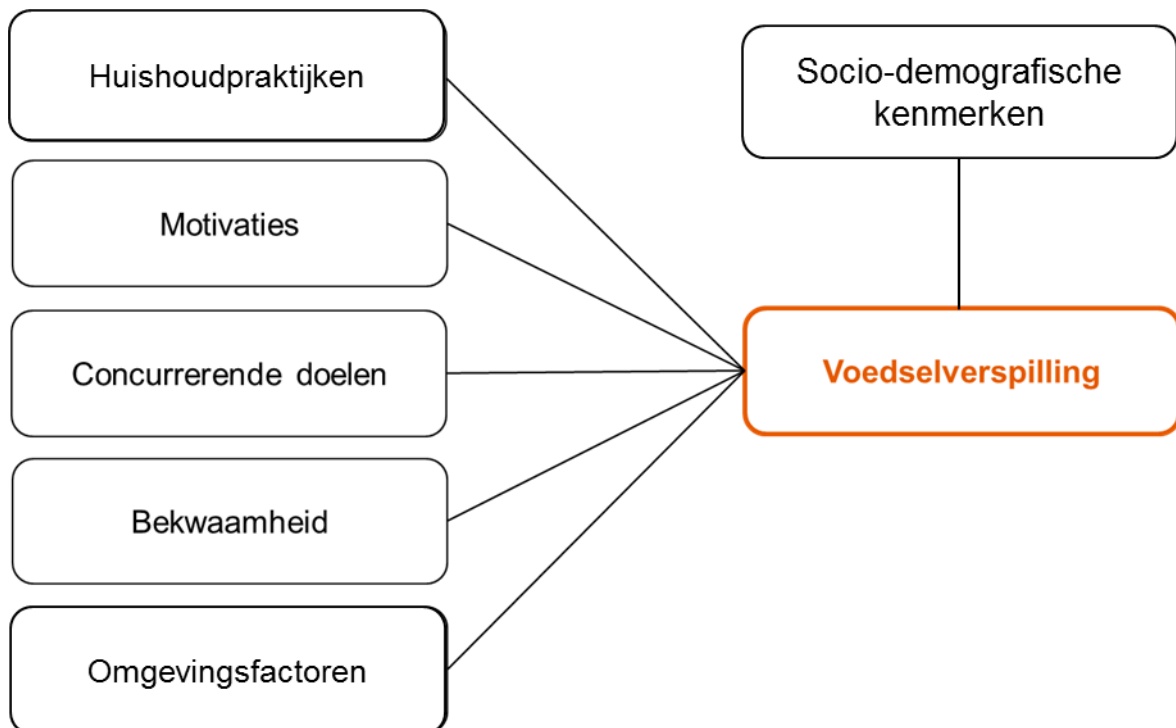 Huishoudpraktijken
Motivaties
Concurrerende doelen
Bekwaamheid
Omgevingsfactoren
Socio-demografische
kenmerken
Voedselverspilling